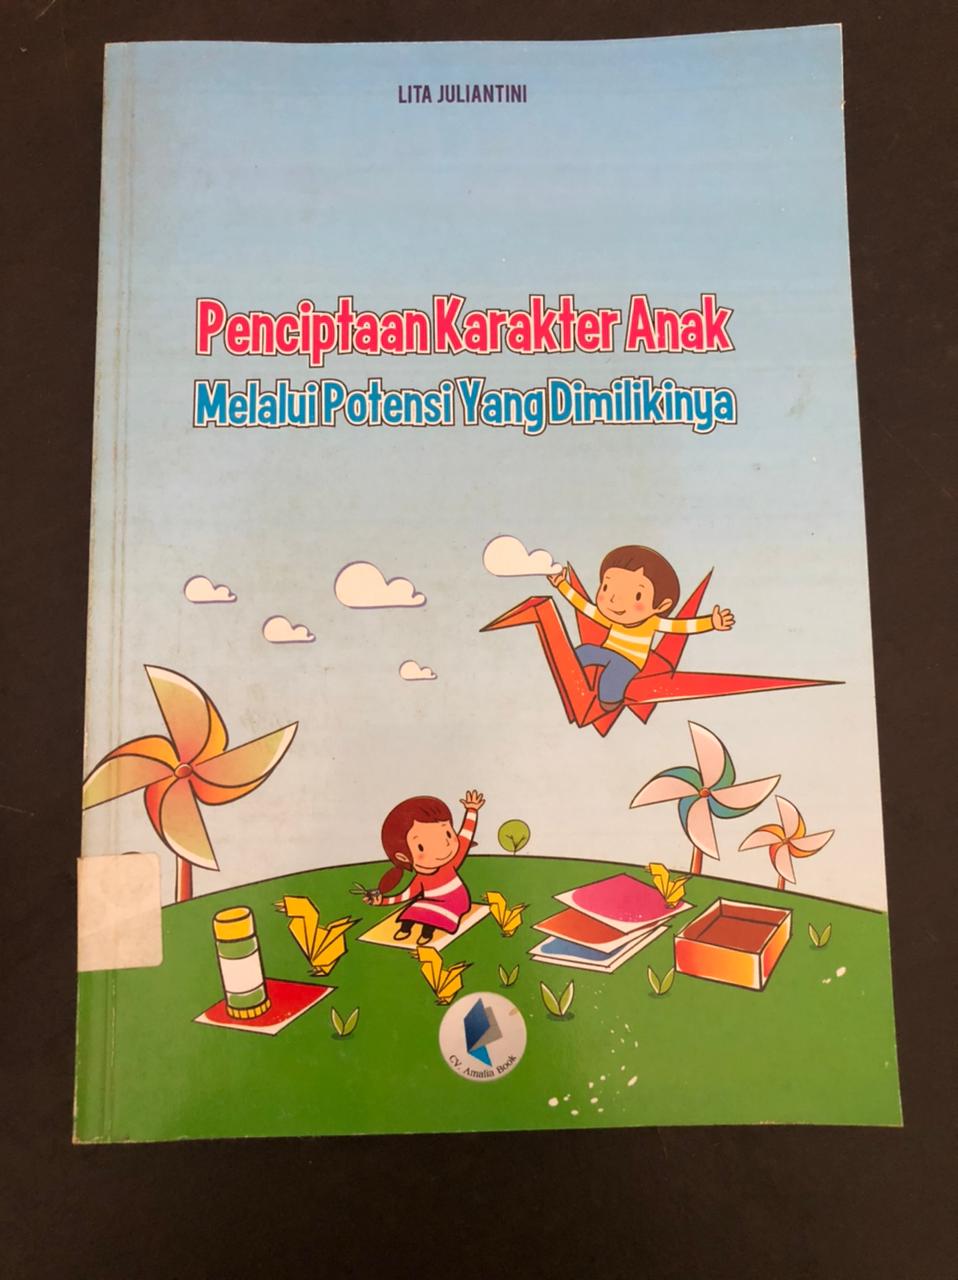 LITA JULIANTINI
Penciptaan Karakter Anak
Melalui Potensi Yang Dimilikinya
CV. Amalia Book